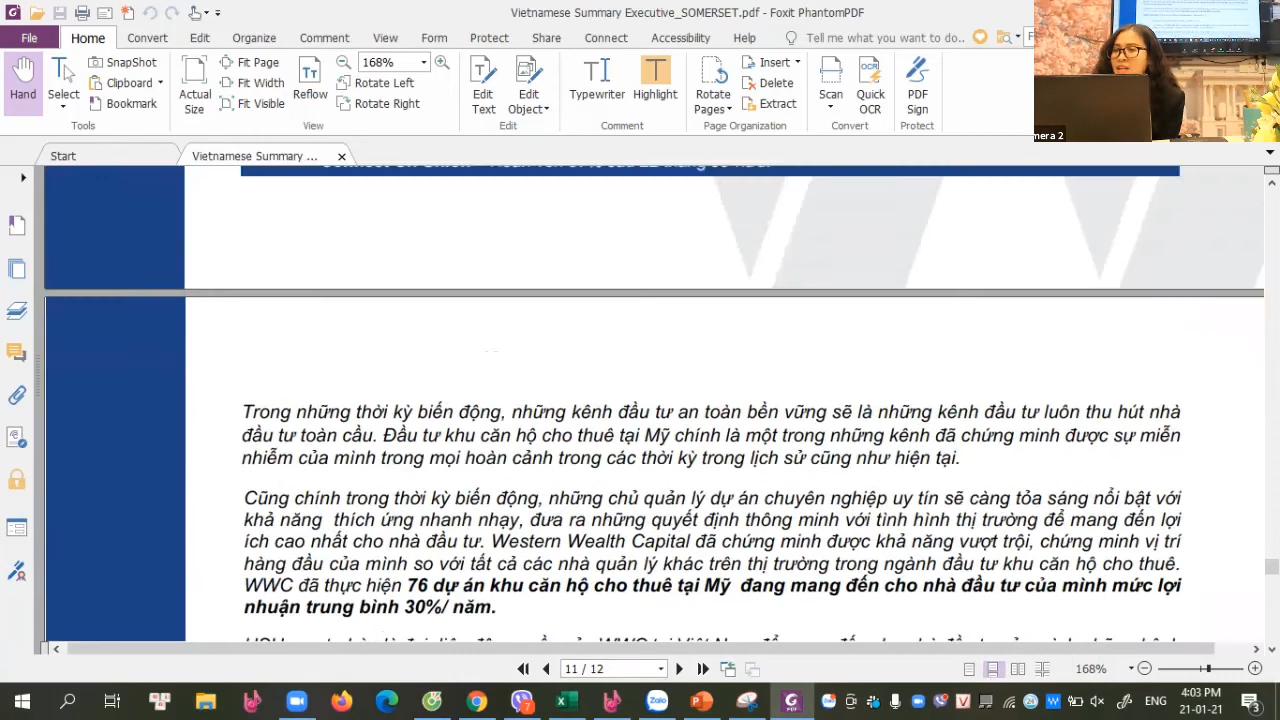 Vietnamese Summary Executive_SOMERSET.pdf - Foxit PhantomPDF
File Home Convert Edit Organize Comment View Form Protect Share Connect Accessibility Help Tell me what you want to do..
SnapShot
Clipboard
Bookmark
Hand
Select
Actual Size
Fit Page
Fit Width
Fit Visible
Reflow
168%
Rotate Left
Rotate Right
Edit Text
Edit Object
Typewriter
Highlight
Rotate Pages
Insert
Delete
Extract
Scan
Quick OCR
PDF Sign
Tools View Edit Comment Page Organization Convert Protect
mera 2
Start Vietnamese Summary ...
Trong những thời kỳ biến động, những kênh đầu tư an toàn bền vững sẽ là những kênh đầu tư luôn thu hút nhà
đầu tư toàn cầu. Đầu tư khu căn hộ cho thuê tại Mỹ chính là một trong những kênh đã chứng minh được sự miễn
nhiễm của mình trong mọi hoàn cảnh trong các thời kỳ trong lịch sử cũng như hiện tại.
Cũng chính trong thời kỳ biến động, những chủ quản lý dự án chuyên nghiệp uy tín sẽ càng tỏa sáng nổi bật với
khả năng thích ứng nhanh nhạy, đưa ra những quyết định thông minh với tình hình thị trường để mang đến lợi
ích cao nhất cho nhà đầu tư. Western Wealth Capital đã chứng minh được khả năng vượt trội, chứng minh vị trí
hàng đầu của mình so với tất cả các nhà quản lý khác trên thị trường trong ngành đầu tư khu căn hộ cho thuê.
WWC đã thực hiện 76 dự án khu căn hộ cho thuê tại Mỹ đang mang đến cho nhà đầu tư của mình mức lợi
nhuận trung bình 30%/ năm.
11 / 12
168%
ENG
4:03 PM
21-01-21